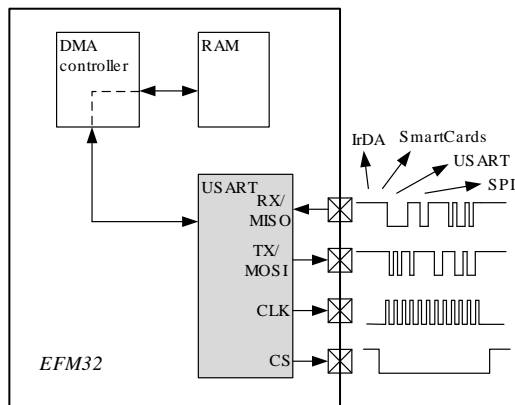 DMA
controller
RAM
IrDA
SmartCards
USART
SPI
USART
RX/
MISO
TX/
MOSI
CLK
CS
EFM32